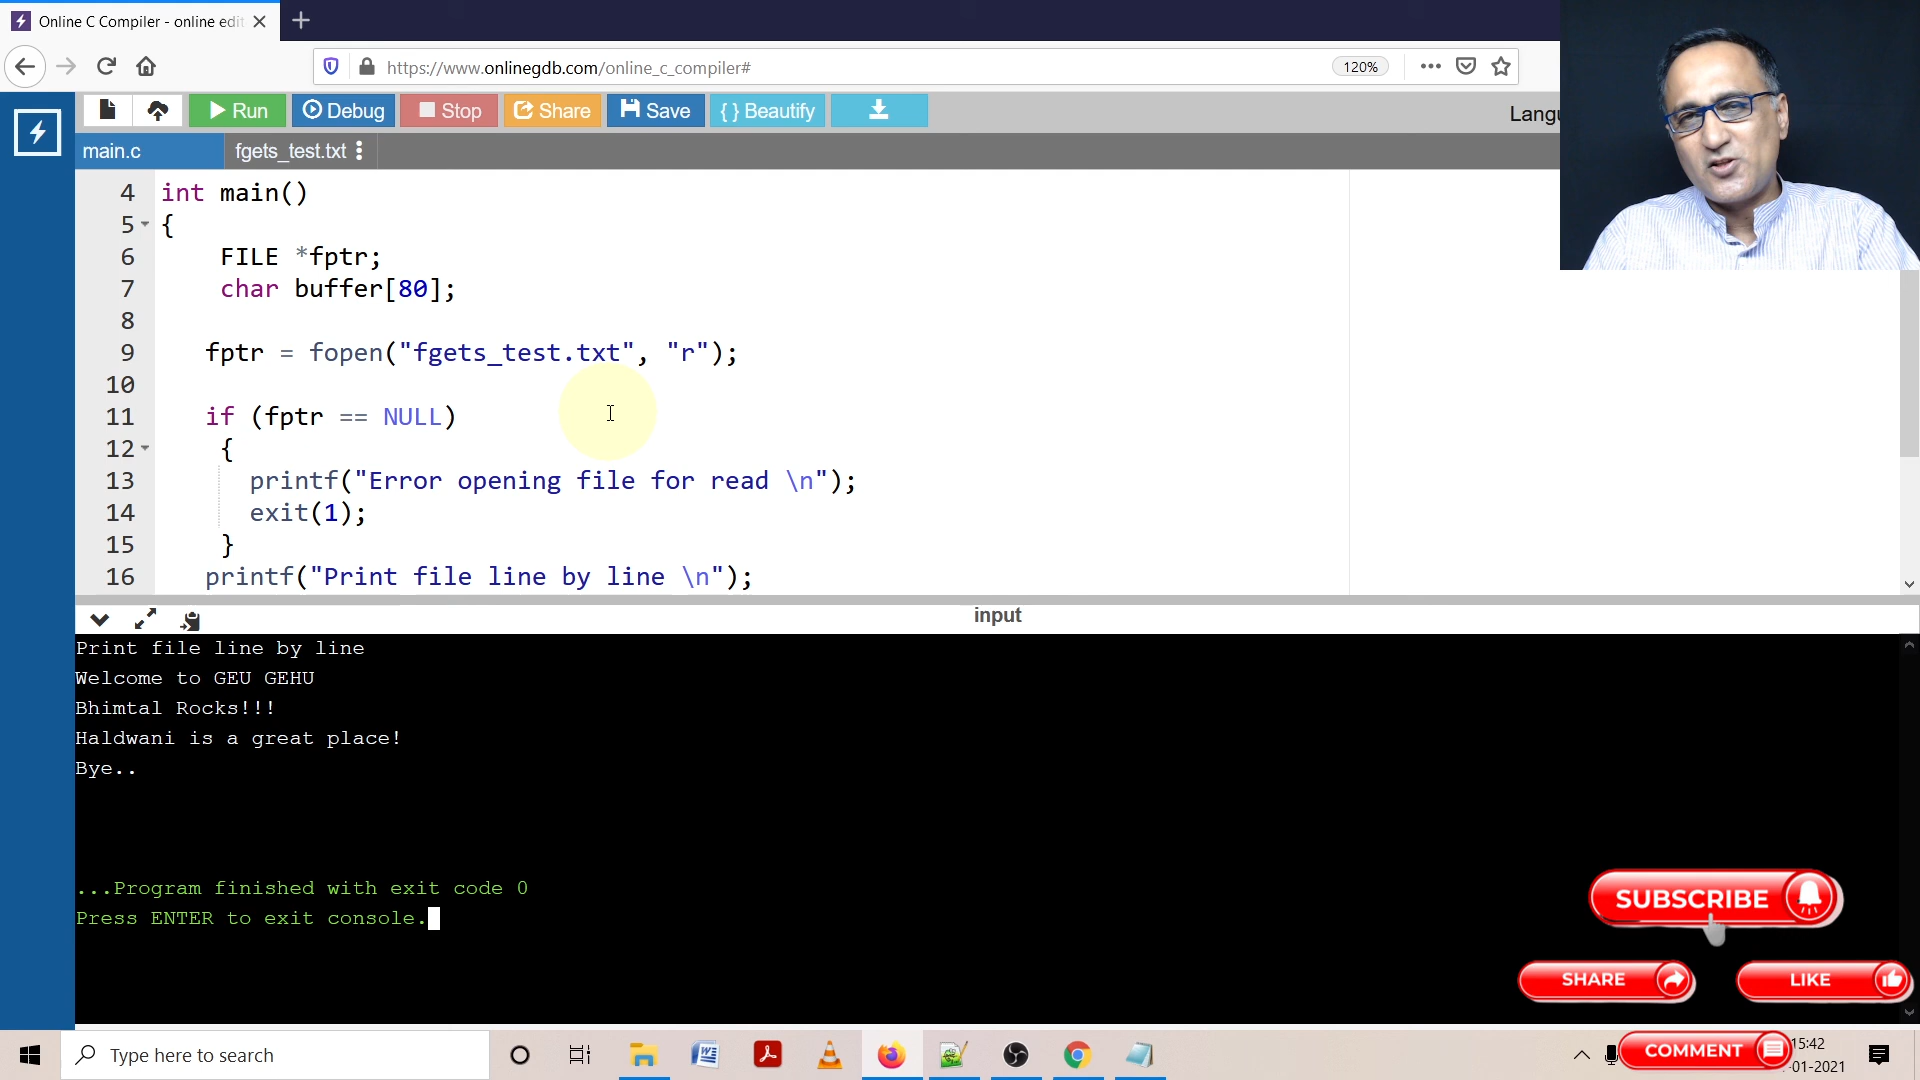 Online C Compiler - online edit
https://www.onlinegdb.com/online_c_compiler#
120%
Run
Debug
Stop
Share
Save
{ } Beautify
Langu
main.c
fgets_test.txt
4 int main()
5 {
6 FILE *fptr;
7 char buffer[80];
8
9 fptr = fopen("fgets_test.txt", "r");
10
11 if (fptr == NULL)
12 {
13 printf("Error opening file for read \n");
14 exit(1);
15 }
16 printf("Print file line by line \n");
input
Print file line by line
Welcome to GEU GEHU
Bhimtal Rocks!!!
Haldwani is a great place!
Bye..
...Program finished with exit code 0
Press ENTER to exit console.
SUBSCRIBE
SHARE
LIKE
Type here to search
COMMENT
15:42
-01-2021